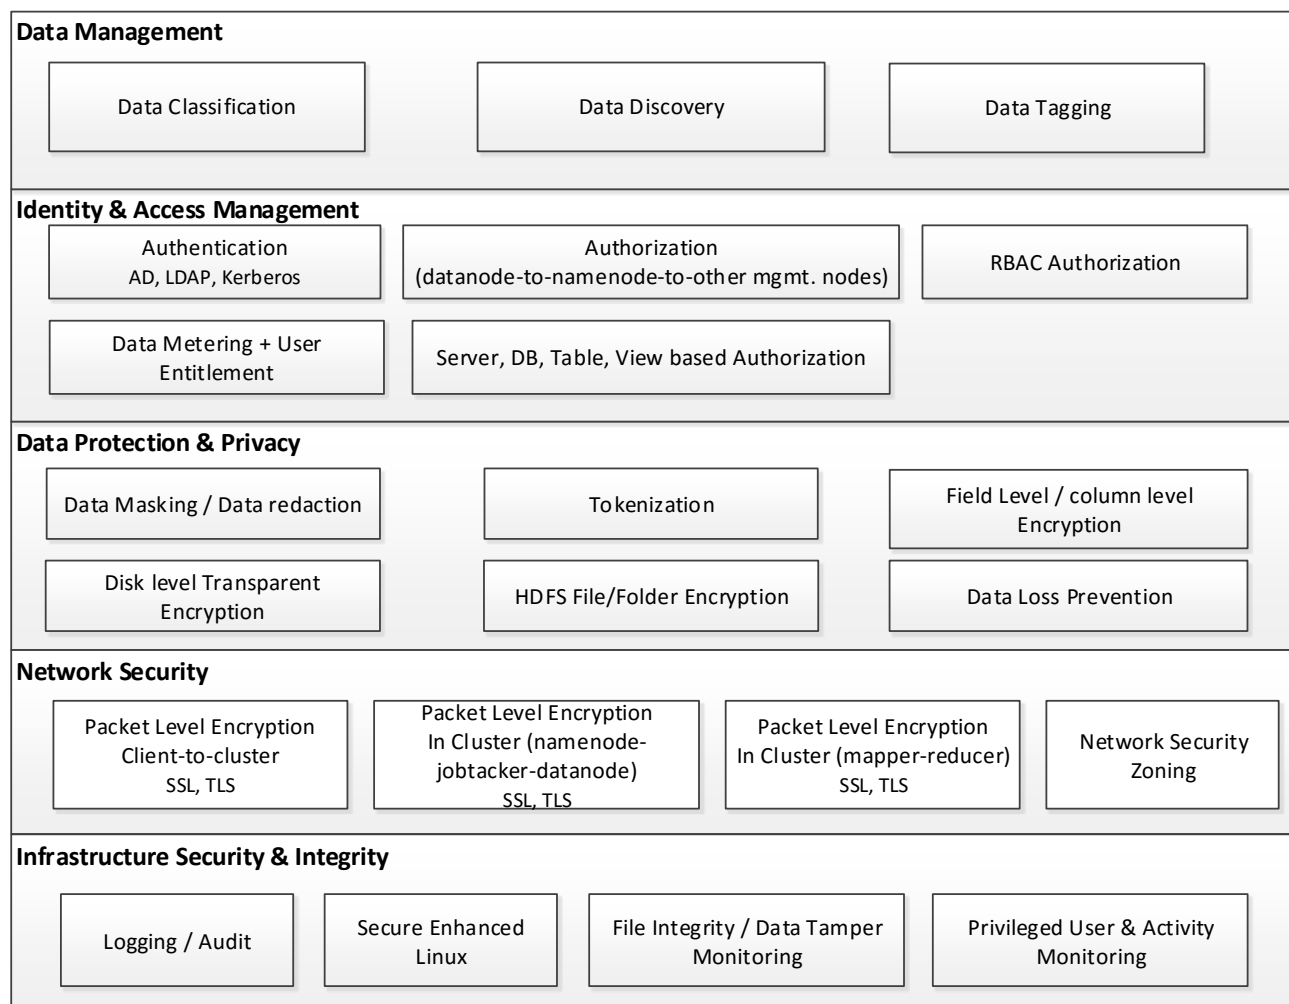 Data Management
Data Classification
Data Discovery
Data Tagging
Identity & Access Management
Authentication
AD, LDAP, Kerberos
Authorization
(datanode-to-namenode-to-other mgmt. nodes)
RBAC Authorization
Data Metering + User
Entitlement
Server, DB, Table, View based Authorization
Data Protection & Privacy
Data Masking / Data redaction
Tokenization
Field Level / column level
Encryption
Disk level Transparent
Encryption
HDFS File/Folder Encryption
Data Loss Prevention
Network Security
Packet Level Encryption
Client-to-cluster
SSL, TLS
Packet Level Encryption
In Cluster (namenode-
jobtacker-datanode)
SSL, TLS
Packet Level Encryption
In Cluster (mapper-reducer)
SSL, TLS
Network Security
Zoning
Infrastructure Security & Integrity
Logging / Audit
Secure Enhanced
Linux
File Integrity / Data Tamper
Monitoring
Privileged User & Activity
Monitoring